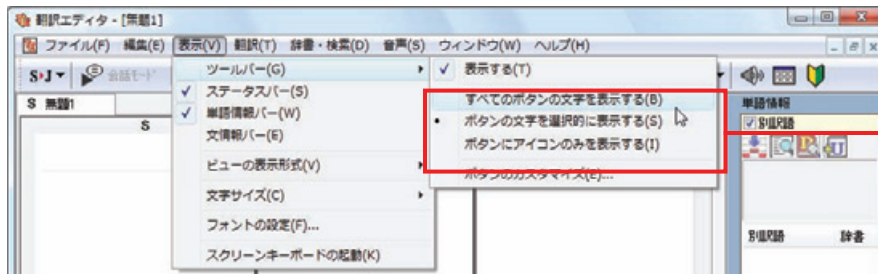 翻訳エディタ - [無題1]
ファイル(F) 編集(E) 表示(V) 翻訳(T) 辞書・検索(D) 音声(S) ウィンドウ(W) ヘルプ(H)
S›J 会話モード
S 無題1
S
ツールバー(G)
ステータスバー(S)
単語情報バー(W)
文情報バー(E)
ビューの表示形式(V)
文字サイズ(C)
フォントの設定(F)...
スクリーンキーボードの起動(K)
表示する(T)
すべてのボタンの文字を表示する(B)
ボタンの文字を選択的に表示する(S)
ボタンにアイコンのみを表示する(I)
ボタンのカスタマイズ(E)...
単語情報
別訳語
別訳語 辞書